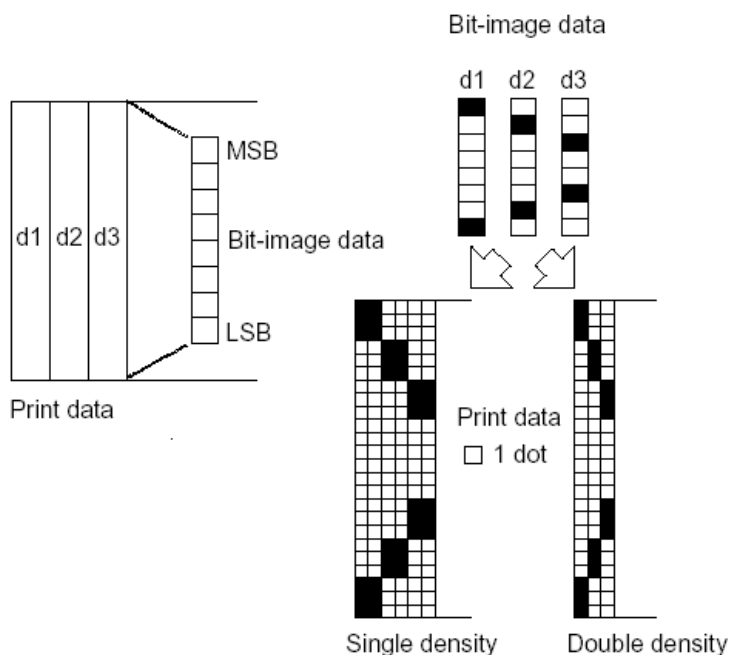 Bit-image data
d1 d2 d3
MSB
d1 d2 d3
Bit-image data
LSB
Print data
Print data
1 dot
Single density
Double density